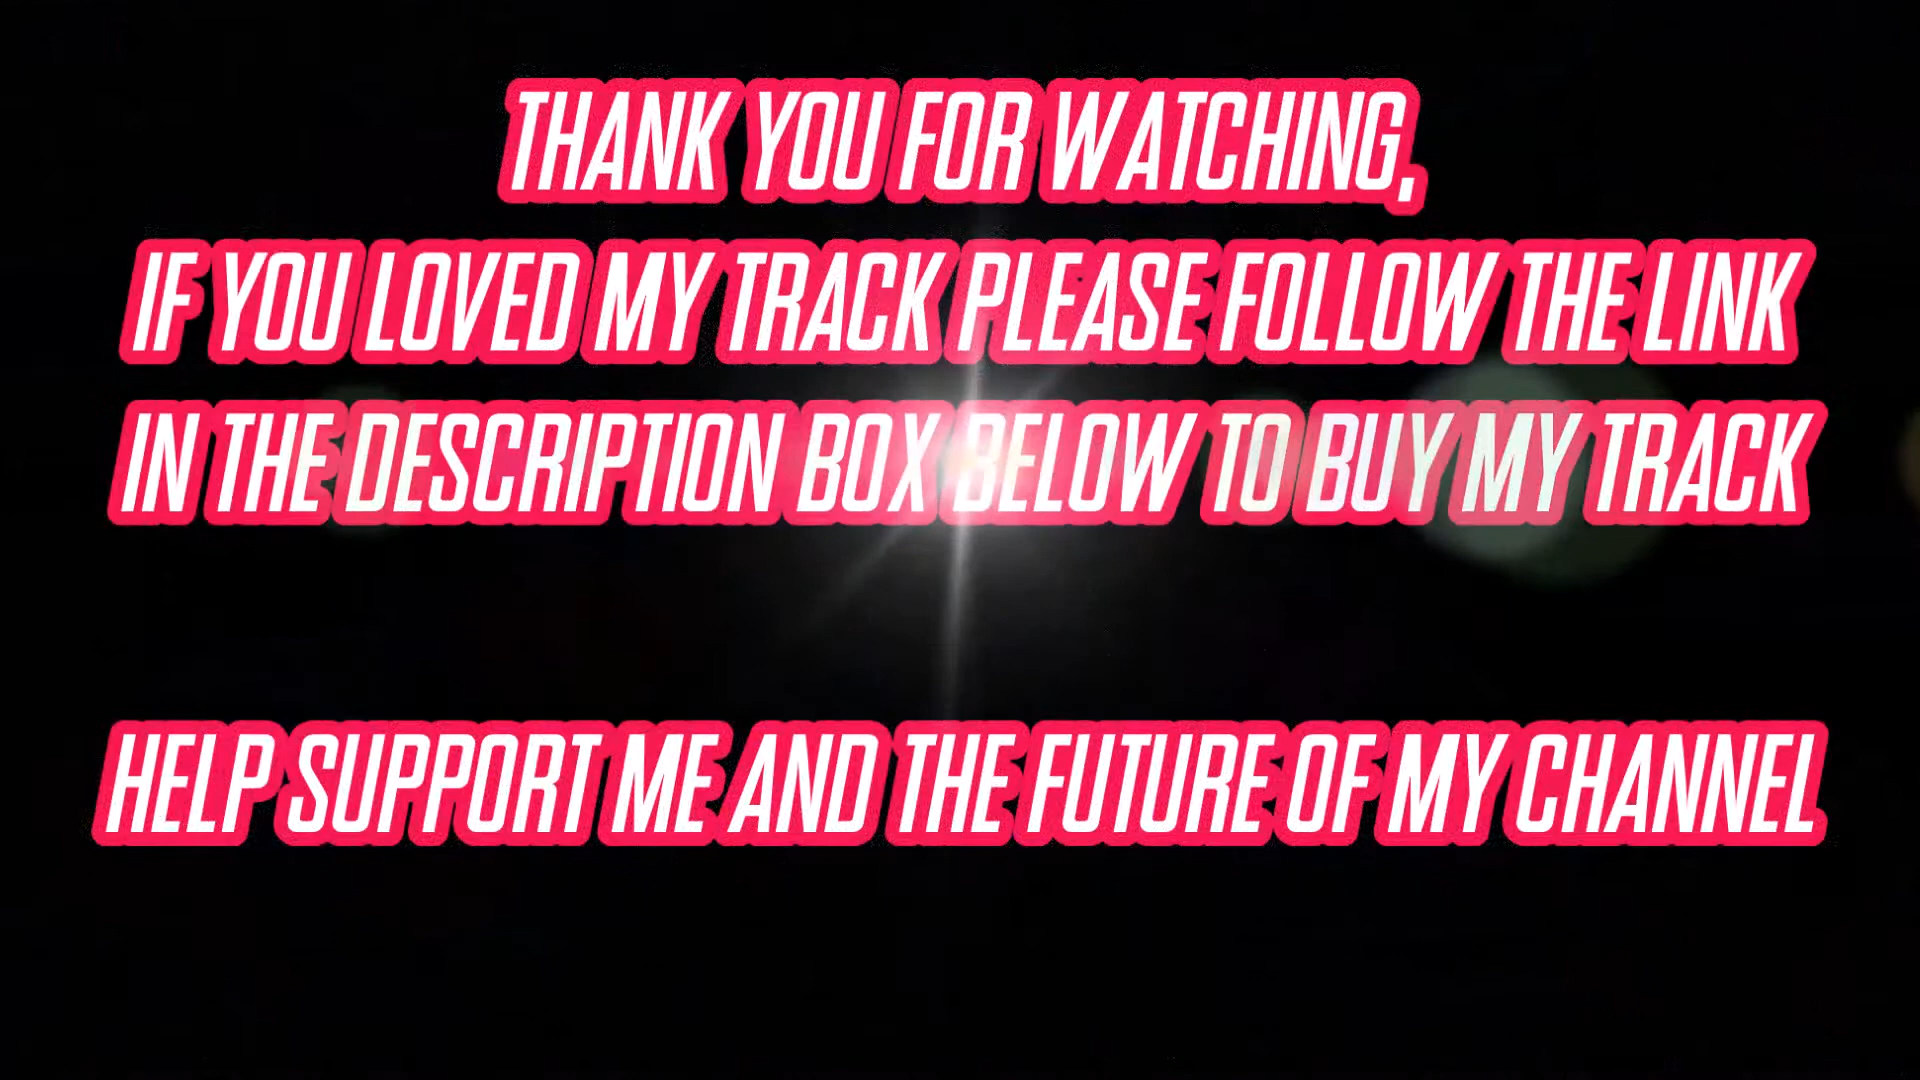 THANK YOU FOR WATCHING,
IF YOU LOVED MY TRACK PLEASE FOLLOW THE LINK
IN THE DESCRIPTION BOX BELOW TO BUY MY TRACK
HELP SUPPORT ME AND THE FUTURE OF MY CHANNEL